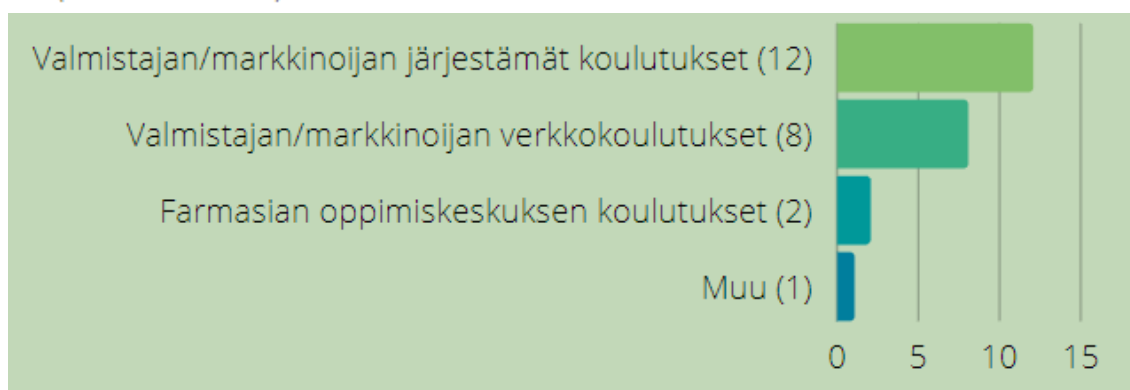 Valmistajan/markkinoijan järjestämät koulutukset (12)
Valmistajan/markkinoijan verkkokoulutukset (8)
Farmasian oppimiskeskuksen koulutukset (2)
Muu (1)
0 5 10 15